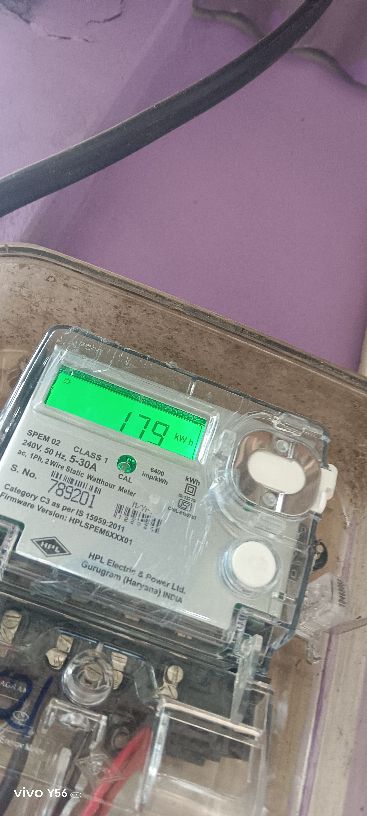 179 kWh
SPEM 02 CLASS 1
240V, 50 Hz, 5-30A
ac, 1Ph, 2 Wire Static Watthour Meter
CAL
6400
imp/kWh
kWh
S. No.
789201
Category C3 as per IS 15959:2011
Firmware Version: HPLSPEM6XXX01
HPL
HPL Electric & Power Ltd.
Gurugram (Haryana) INDIA
vivo Y56